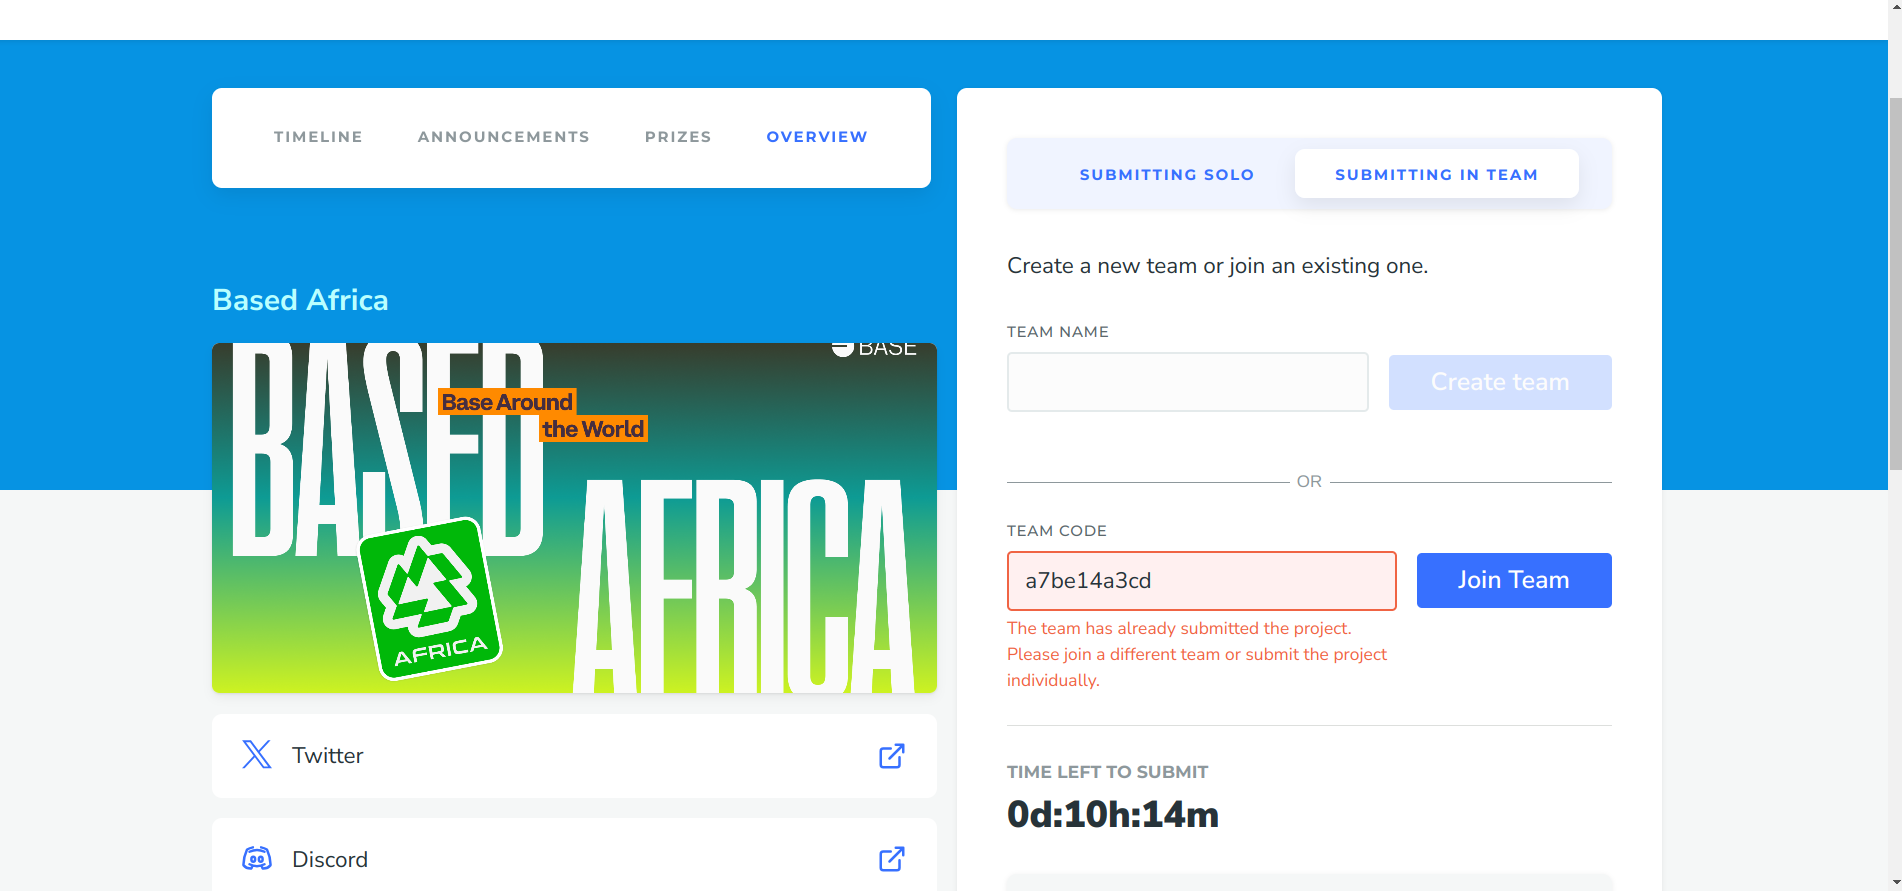 TIMELINE ANNOUNCEMENTS PRIZES OVERVIEW
Based Africa
BASE
BASED
Base Around
the World
AFRICA
AFRICA
Twitter
Discord
SUBMITTING SOLO SUBMITTING IN TEAM
Create a new team or join an existing one.
TEAM NAME
Create team
OR
TEAM CODE
a7be14a3cd Join Team
The team has already submitted the project.
Please join a different team or submit the project
individually.
TIME LEFT TO SUBMIT
0d:10h:14m